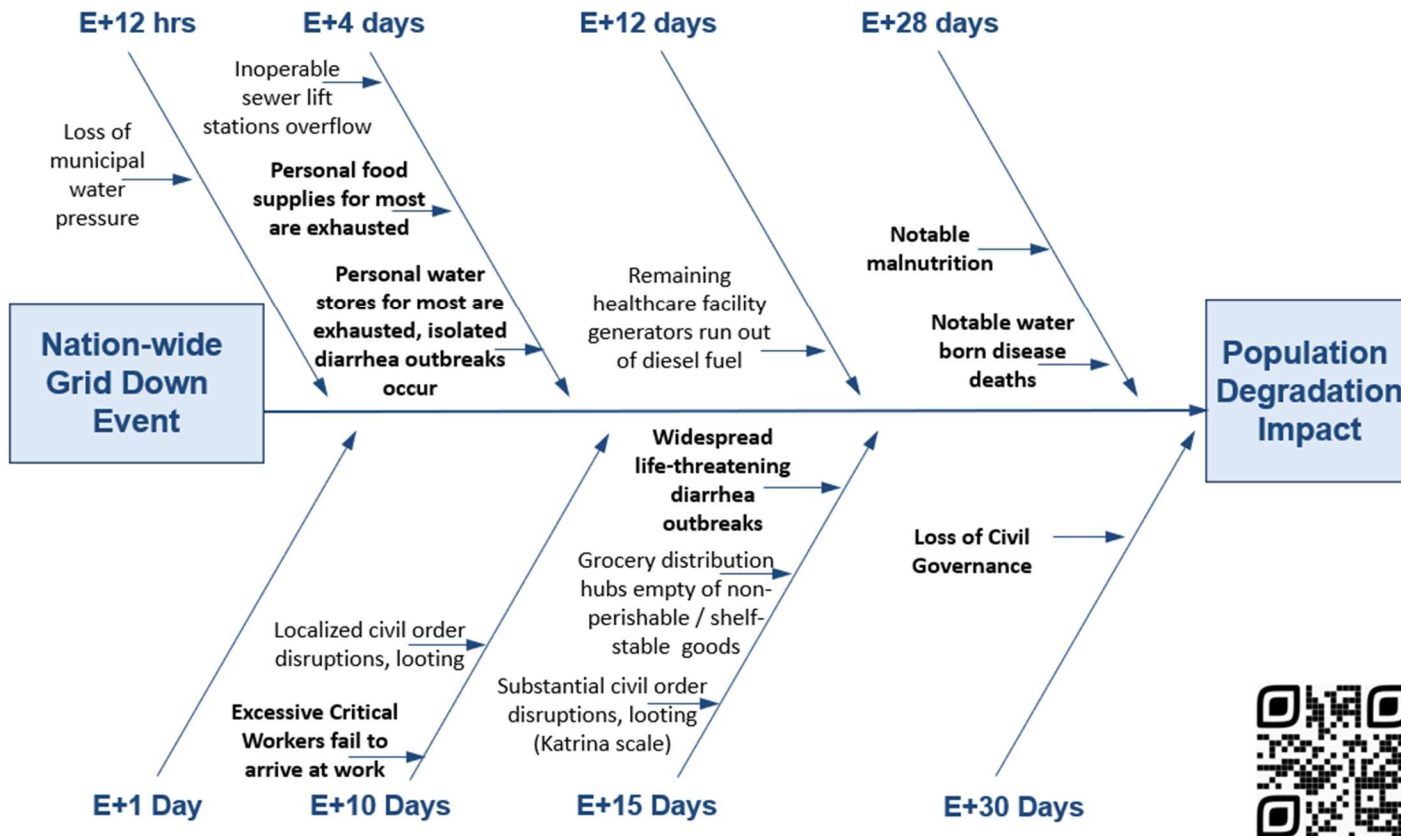 E+12 hrs
E+4 days
E+12 days
E+28 days
Inoperable
sewer lift
stations overflow
Loss of
municipal
water
pressure
Personal food
supplies for most
are exhausted
Personal water
stores for most are
exhausted, isolated
diarrhea outbreaks
occur
Remaining
healthcare facility
generators run out
of diesel fuel
Notable
malnutrition
Notable water
born disease
deaths
Nation-wide
Grid Down
Event
Population
Degradation
Impact
Widespread
life-threatening
diarrhea
outbreaks
Grocery distribution
hubs empty of non-
perishable / shelf-
stable goods
Substantial civil order
disruptions, looting
(Katrina scale)
Localized civil order
disruptions, looting
Excessive Critical
Workers fail to
arrive at work
Loss of Civil
Governance
E+1 Day
E+10 Days
E+15 Days
E+30 Days